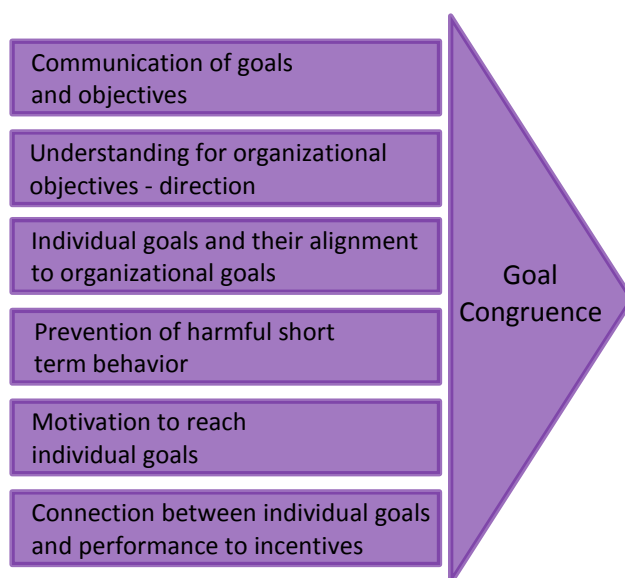 Communication of goals
and objectives
Understanding for organizational
objectives - direction
Individual goals and their alignment
to organizational goals
Prevention of harmful short
term behavior
Motivation to reach
individual goals
Connection between individual goals
and performance to incentives
Goal
Congruence